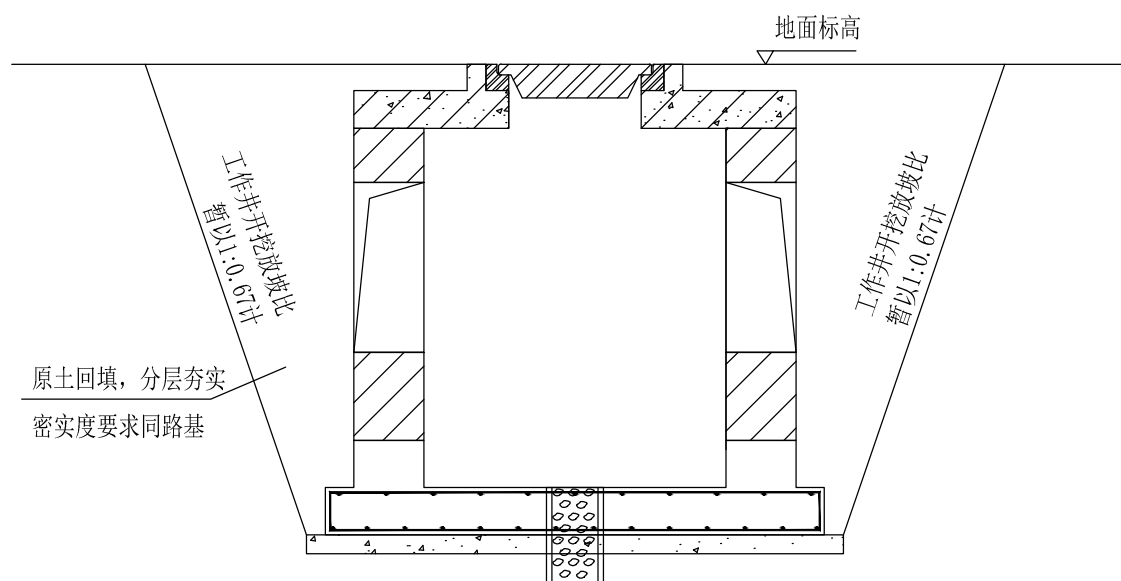 地面标高
工作井开挖放坡比
暂以1:0.67计
工作井开挖放坡比
暂以1:0.67计
原土回填，分层夯实
密实度要求同路基